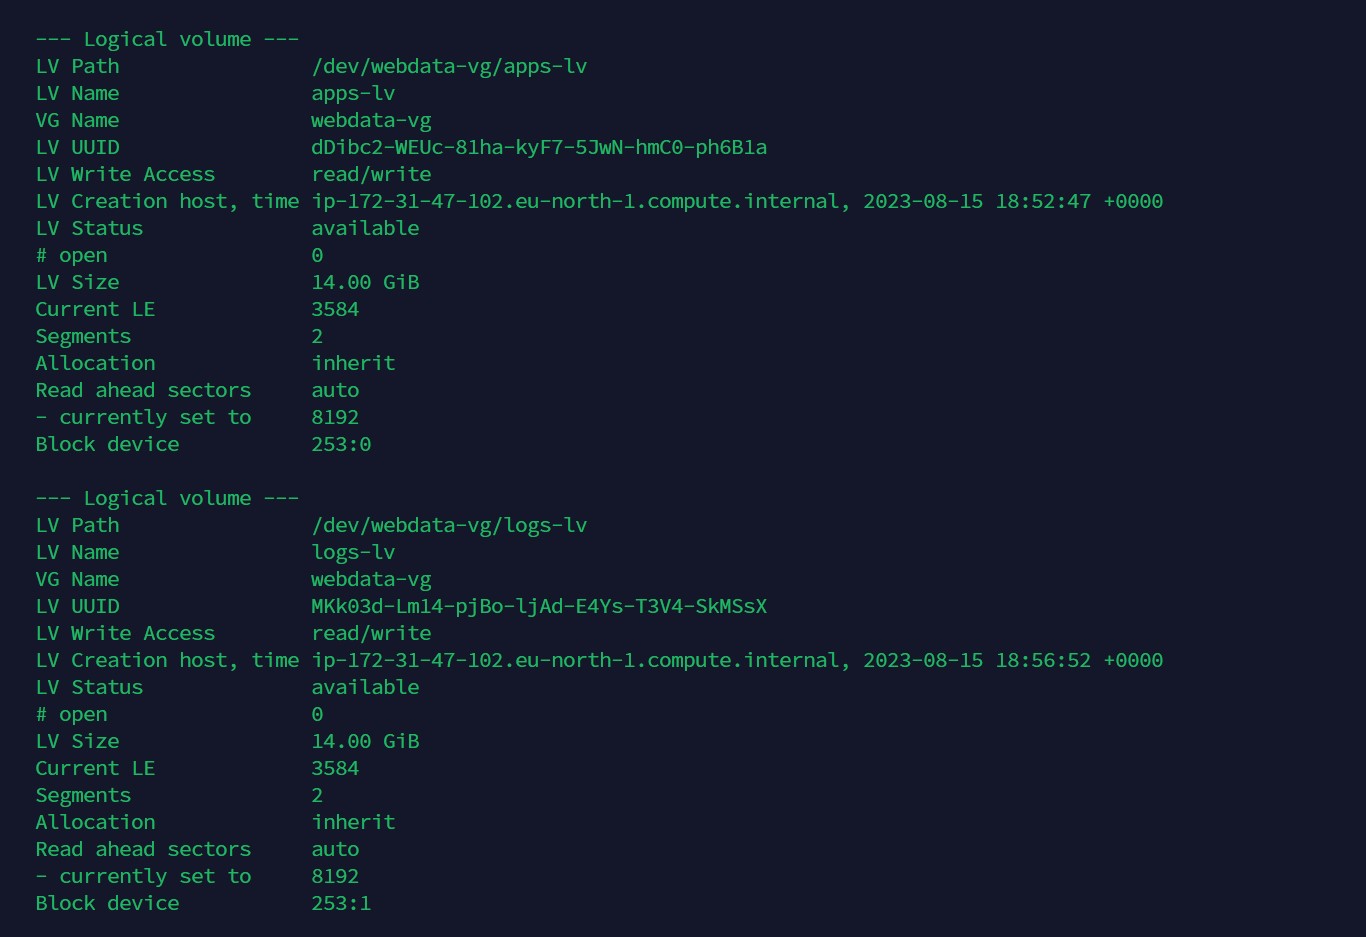 --- Logical volume ---
LV Path                /dev/webdata-vg/apps-lv
LV Name                apps-lv
VG Name                webdata-vg
LV UUID                dDibc2-WEUc-81ha-kyF7-5JwN-hmC0-ph6B1a
LV Write Access        read/write
LV Creation host, time ip-172-31-47-102.eu-north-1.compute.internal, 2023-08-15 18:52:47 +0000
LV Status              available
# open                 0
LV Size                14.00 GiB
Current LE             3584
Segments               2
Allocation             inherit
Read ahead sectors     auto
- currently set to     8192
Block device           253:0

--- Logical volume ---
LV Path                /dev/webdata-vg/logs-lv
LV Name                logs-lv
VG Name                webdata-vg
LV UUID                MKk03d-Lm14-pjBo-ljAd-E4Ys-T3V4-SkMSsX
LV Write Access        read/write
LV Creation host, time ip-172-31-47-102.eu-north-1.compute.internal, 2023-08-15 18:56:52 +0000
LV Status              available
# open                 0
LV Size                14.00 GiB
Current LE             3584
Segments               2
Allocation             inherit
Read ahead sectors     auto
- currently set to     8192
Block device           253:1